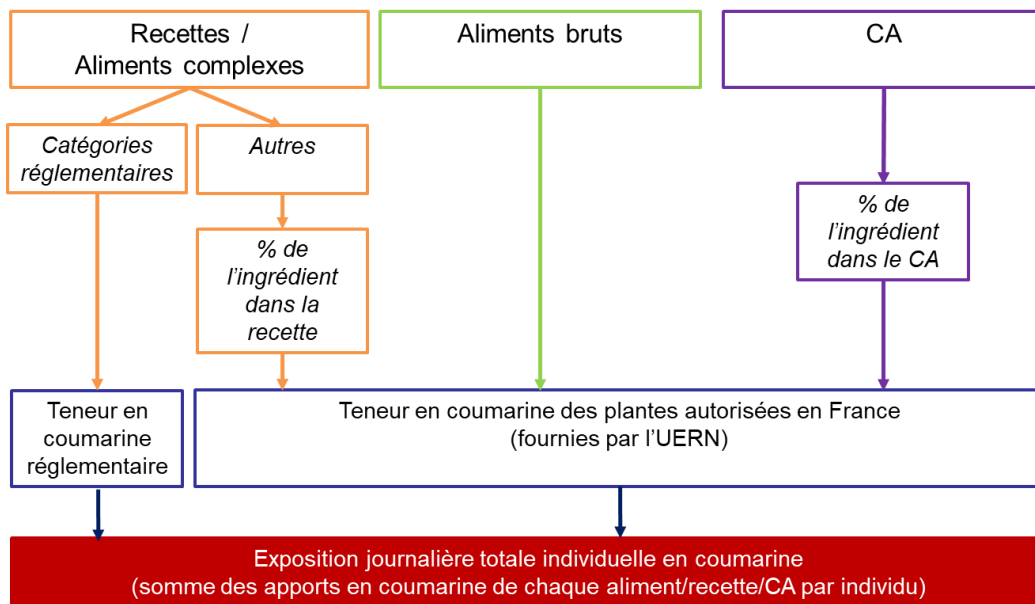 Recettes /
Aliments complexes
Aliments bruts
CA
Catégories
réglementaires
Autres
% de
l'ingrédient
dans la
recette
% de
l'ingrédient
dans le CA
Teneur en
coumarine
réglementaire
Teneur en coumarine des plantes autorisées en France
(fournies par l'UERN)
Exposition journalière totale individuelle en coumarine
(somme des apports en coumarine de chaque aliment/recette/CA par individu)